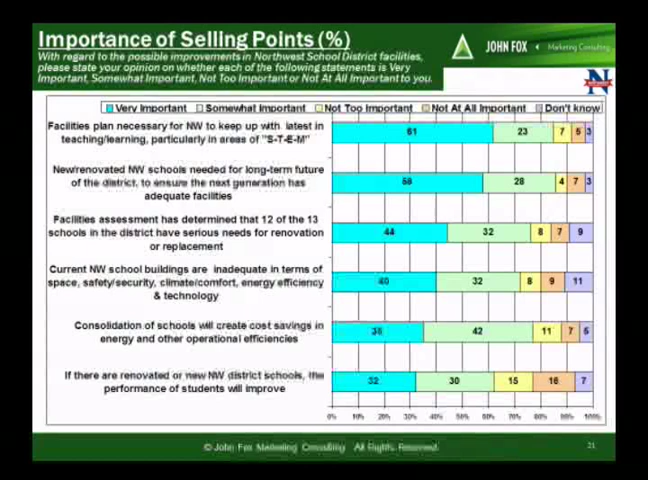 Importance of Selling Points (%)
With regard to the possible improvements in Northwest School District facilities,
please state your opinion on whether each of the following statements is Very
Important, Somewhat Important, Not Too Important or Not At All Important to you.
JOHN FOX Marketing Consulting
N
Very Important Somewhat Important Not Too Important Not At All Important Don't know
Facilities plan necessary for NW to keep up with latest in
teaching/learning, particularly in areas of "S-T-E-M"
61 23 7 5 3
New/renovated NW schools needed for long-term future
of the district, to ensure the next generation has
adequate facilities
58 28 4 7 3
Facilities assessment has determined that 12 of the 13
schools in the district have serious needs for renovation
or replacement
44 32 8 7 9
Current NW school buildings are inadequate in terms of
space, safety/security, climate/comfort, energy efficiency
& technology
40 32 8 9 11
Consolidation of schools will create cost savings in
energy and other operational efficiencies
42 11 7 5
If there are renovated or new NW district schools, the
performance of students will improve
32 30 15 16 7
0% 10% 20% 30% 40% 50% 60% 70% 80% 90% 100%
© John Fox Marketing Consulting All Rights Reserved.
21